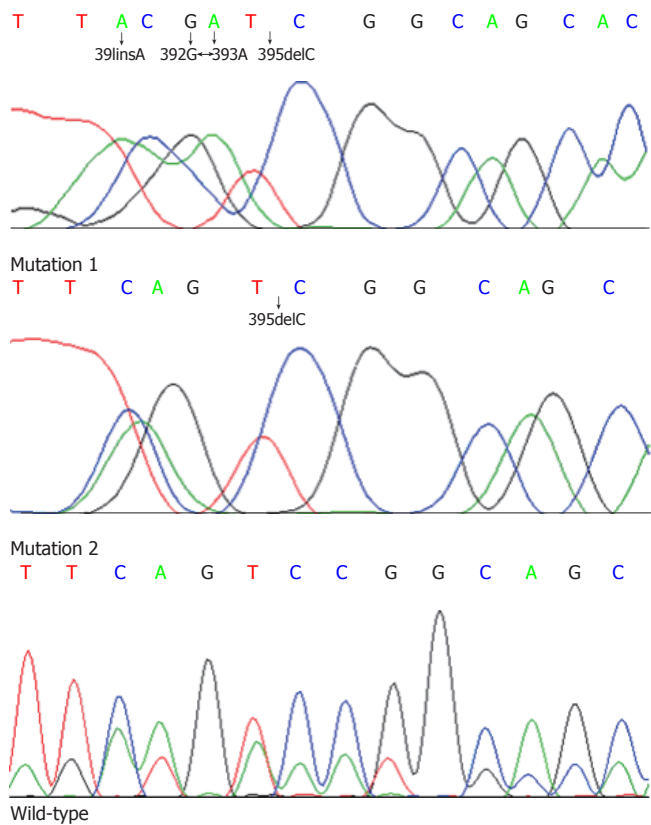 T T A C G A T C G G C A G C A C
39linsA 392G↔393A 395delC
Mutation 1
T T C A G T C G G C A G C
395delC
Mutation 2
T T C A G T C C G G C A G C
Wild-type